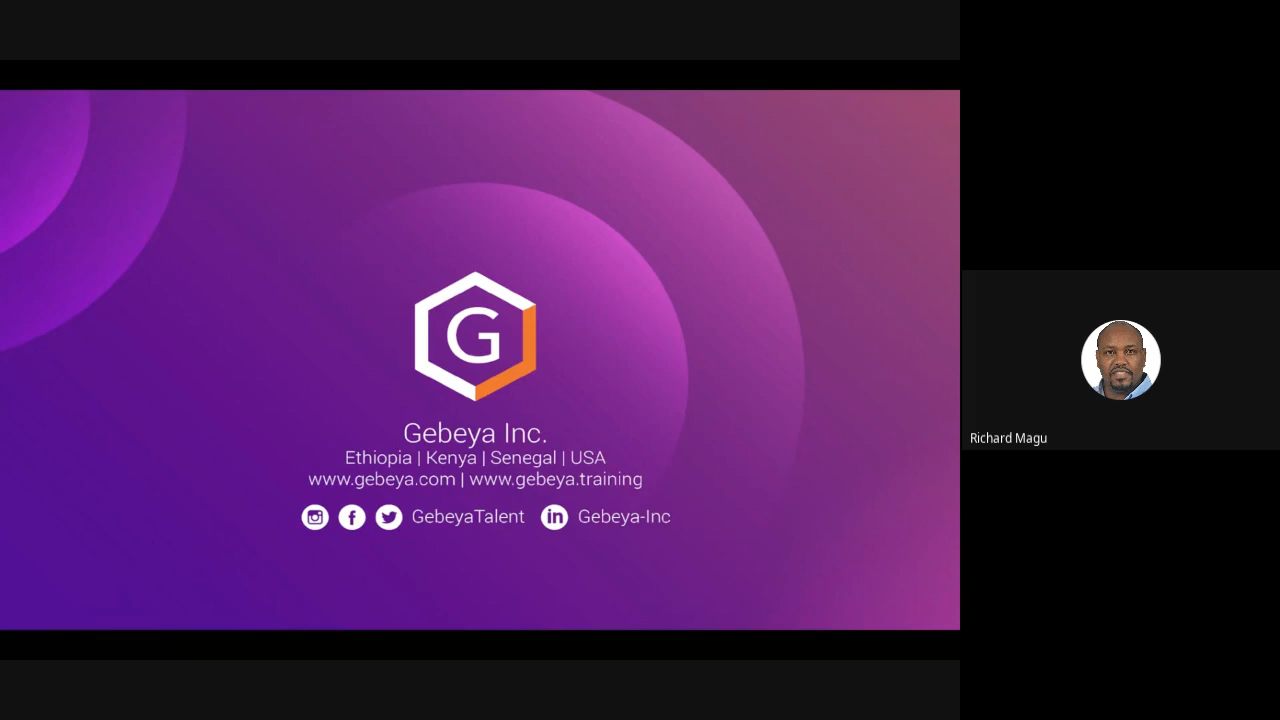 G
Gebeya Inc.
Ethiopia | Kenya | Senegal | USA
www.gebeya.com | www.gebeya.training
GebeyaTalent Gebeya-Inc
Richard Magu